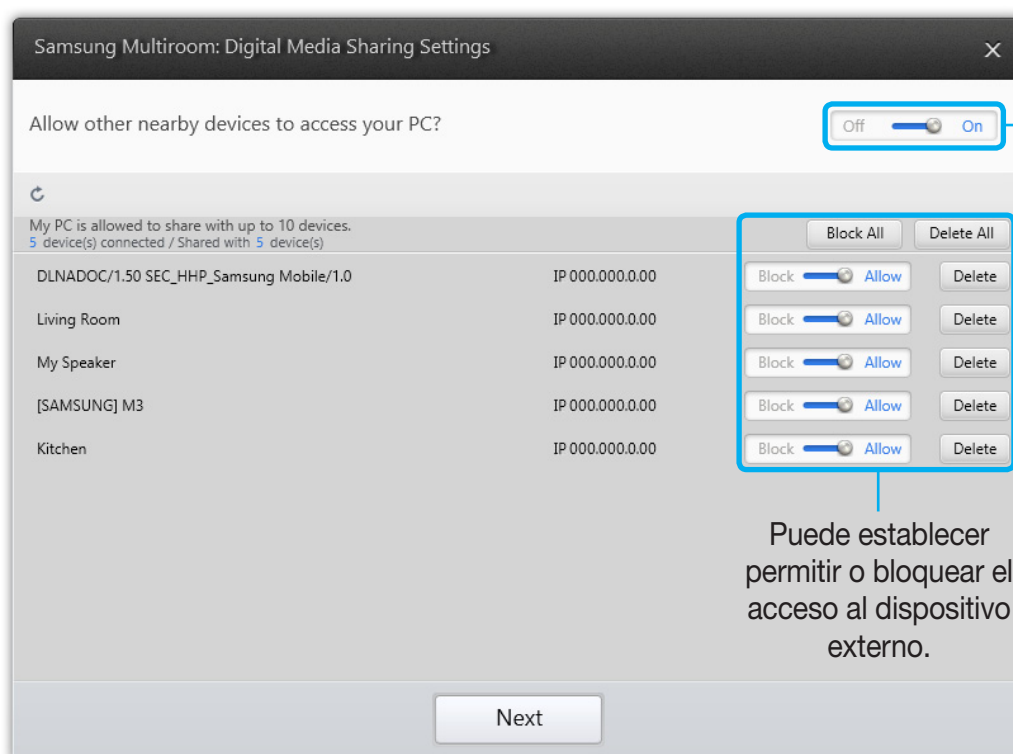 Samsung Multiroom: Digital Media Sharing Settings
Allow other nearby devices to access your PC?
Off On
My PC is allowed to share with up to 10 devices.
5 device(s) connected / Shared with 5 device(s)
Block All Delete All
DLNADOC/1.50 SEC_HHP_Samsung Mobile/1.0 IP 000.000.0.00 Block Allow Delete
Living Room IP 000.000.0.00 Block Allow Delete
My Speaker IP 000.000.0.00 Block Allow Delete
[SAMSUNG] M3 IP 000.000.0.00 Block Allow Delete
Kitchen IP 000.000.0.00 Block Allow Delete
Puede establecer
permitir o bloquear el
acceso al dispositivo
externo.
Next